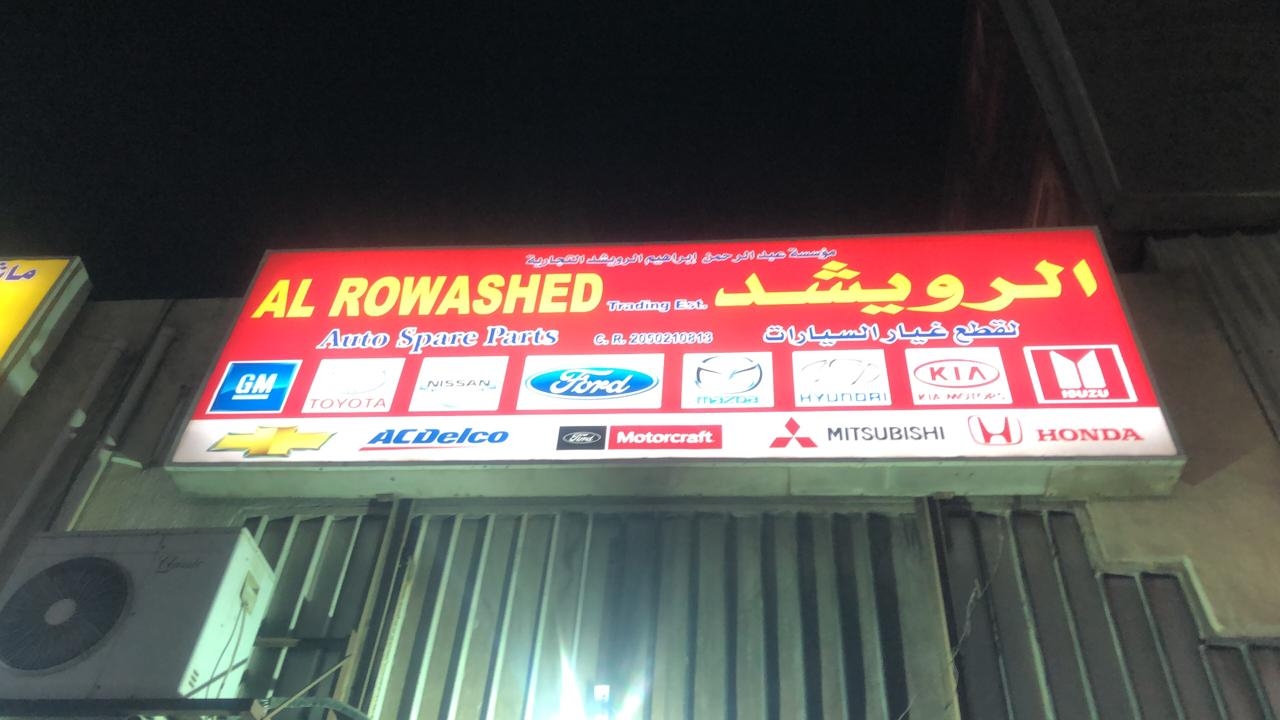 مؤسسة عبد الرحمن إبراهيم الرويشد التجارية
AL ROWASHED Trading Est. الرويشد
Auto Spare Parts C. R. 2050210813 لقطع غيار السيارات
GM TOYOTA NISSAN Ford mazda HYUNDAI KIA KIA MOTORS ISUZU
ACDelco Ford Motorcraft MITSUBISHI HONDA